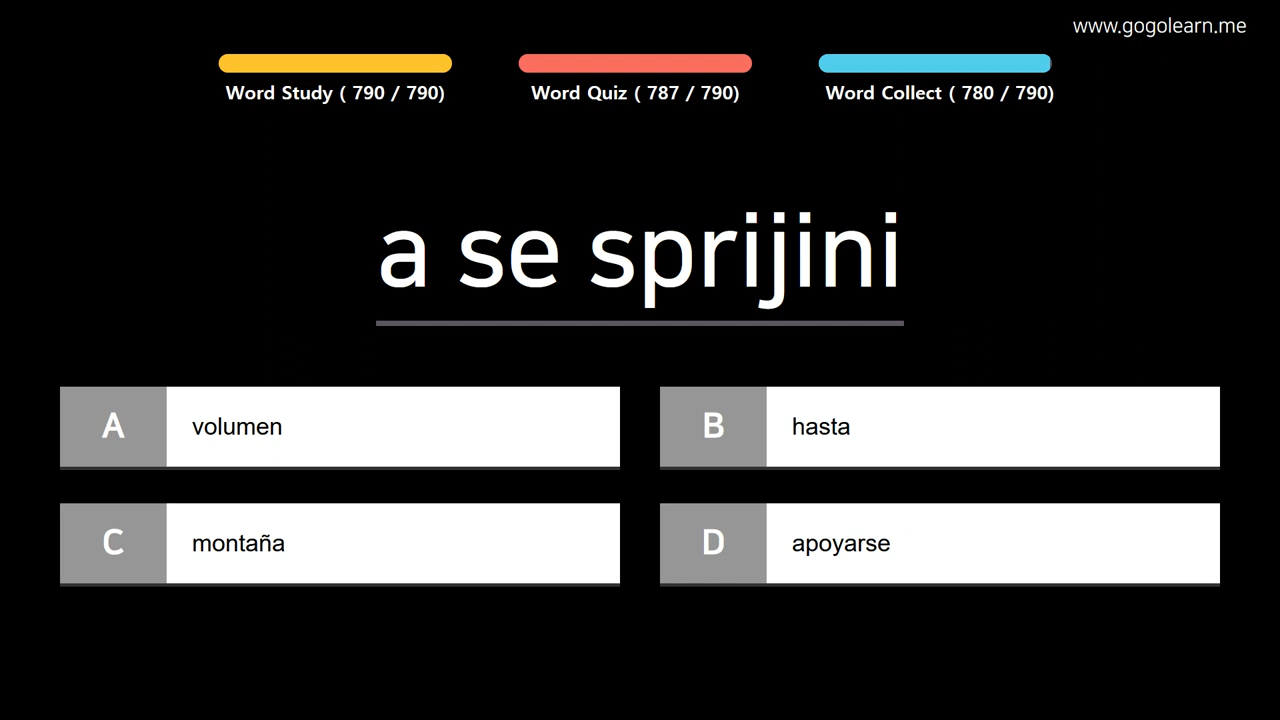 www.gogolearn.me
Word Study ( 790 / 790)
Word Quiz ( 787 / 790)
Word Collect ( 780 / 790)
a se sprijini
A volumen
B hasta
C montaña
D apoyarse